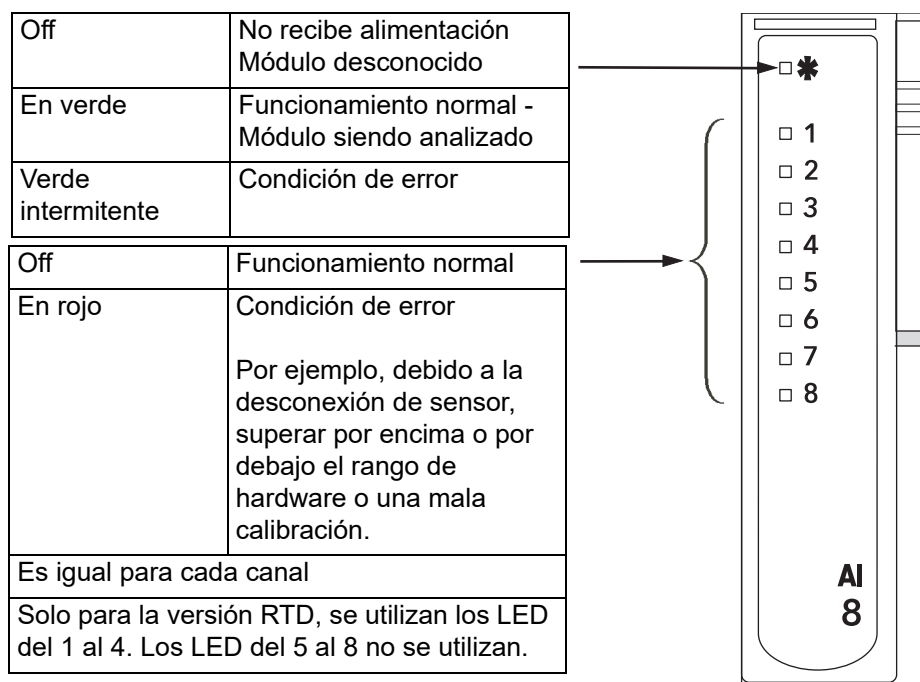 Off
No recibe alimentación
Módulo desconocido
En verde
Funcionamiento normal -
Módulo siendo analizado
Verde
intermitente
Condición de error
Off
Funcionamiento normal
En rojo
Condición de error
Por ejemplo, debido a la
desconexión de sensor,
superar por encima o por
debajo el rango de
hardware o una mala
calibración.
Es igual para cada canal
Solo para la versión RTD, se utilizan los LED
del 1 al 4. Los LED del 5 al 8 no se utilizan.
✱
1
2
3
4
5
6
7
8
AI
8